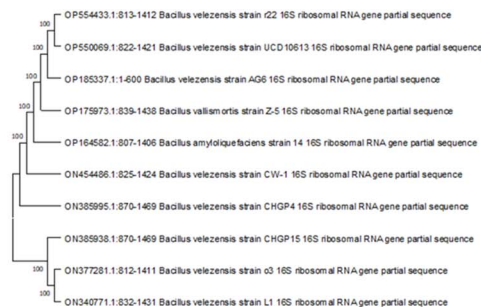 OP554433.1:813-1412 Bacillus velezensis strain r22 16S ribosomal RNA gene partial sequence
100
OP550069.1:822-1421 Bacillus velezensis strain UCD10613 16S ribosomal RNA gene partial sequence
100
OP185337.1:1-600 Bacillus velezensis strain AG6 16S ribosomal RNA gene partial sequence
100
OP175973.1:839-1438 Bacillus vallismortis strain Z-5 16S ribosomal RNA gene partial sequence
100
OP164582.1:807-1406 Bacillus amyloliquefaciens strain 14 16S ribosomal RNA gene partial sequence
100
ON454486.1:825-1424 Bacillus velezensis strain CW-1 16S ribosomal RNA gene partial sequence
ON385995.1:870-1469 Bacillus velezensis strain CHGP4 16S ribosomal RNA gene partial sequence
ON385938.1:870-1469 Bacillus velezensis strain CHGP15 16S ribosomal RNA gene partial sequence
100
ON377281.1:812-1411 Bacillus velezensis strain o3 16S ribosomal RNA gene partial sequence
100
ON340771.1:832-1431 Bacillus velezensis strain L1 16S ribosomal RNA gene partial sequence